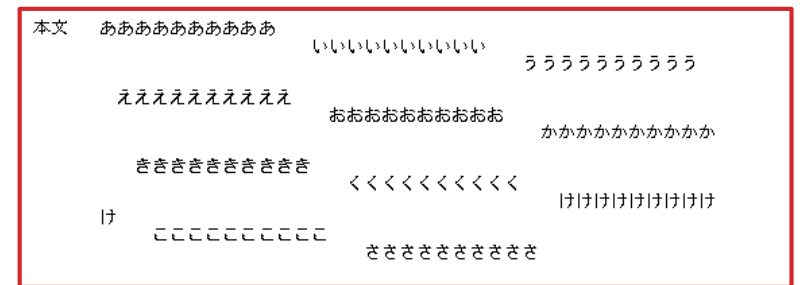 本文 ああああああああああ
いいいいいいいいいい
うううううううううう
ええええええええええ
おおおおおおおおおお
かかかかかかかかかか
きききききききききき
くくくくくくくくくく
けけけけけけけけけ
け
ここここここここここ
ささささささささささ